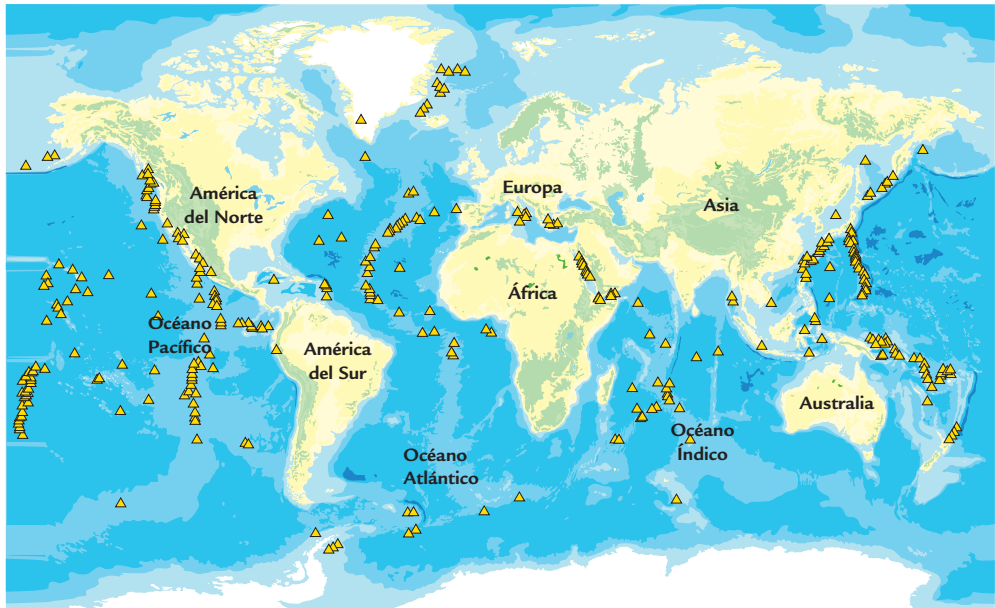 América
del Norte
Europa
Asia
África
Océano
Pacífico
América
del Sur
Australia
Océano
Índico
Océano
Atlántico